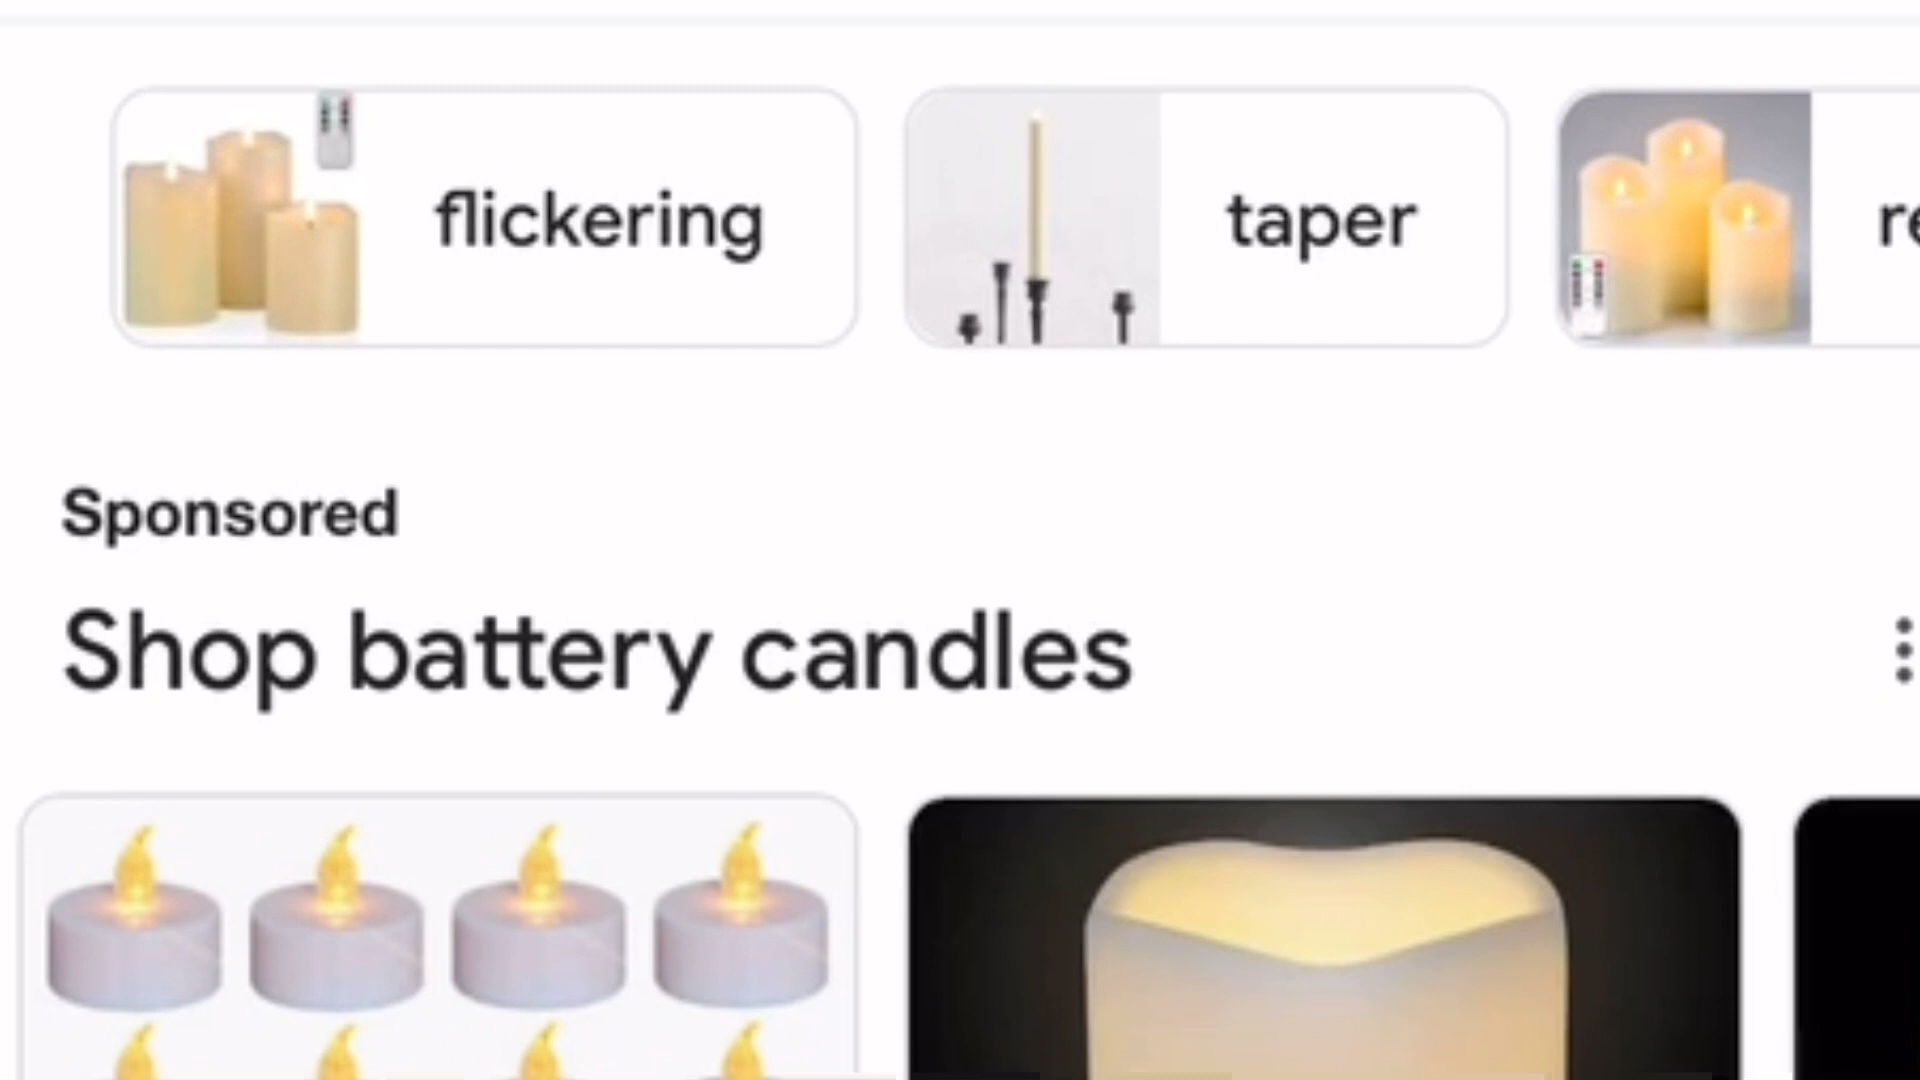 flickering
taper
Sponsored
Shop battery candles